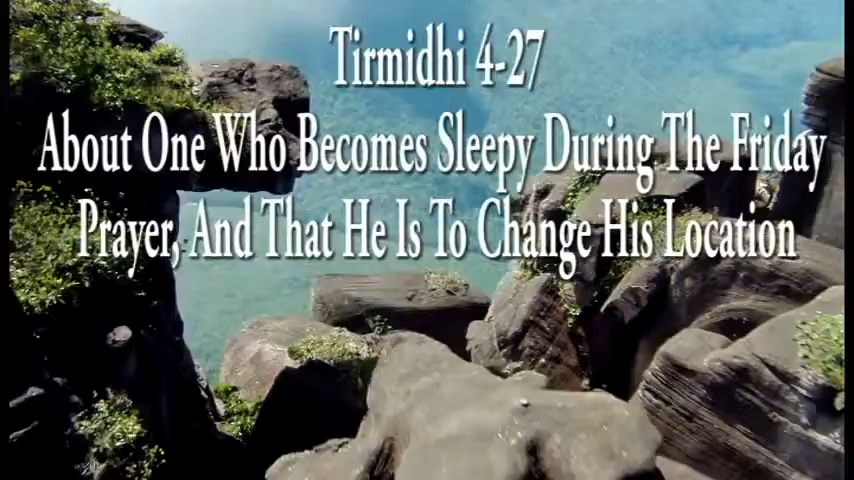 Tirmidhi 4-27
About One Who Becomes Sleepy During The Friday
Prayer, And That He Is To Change His Location